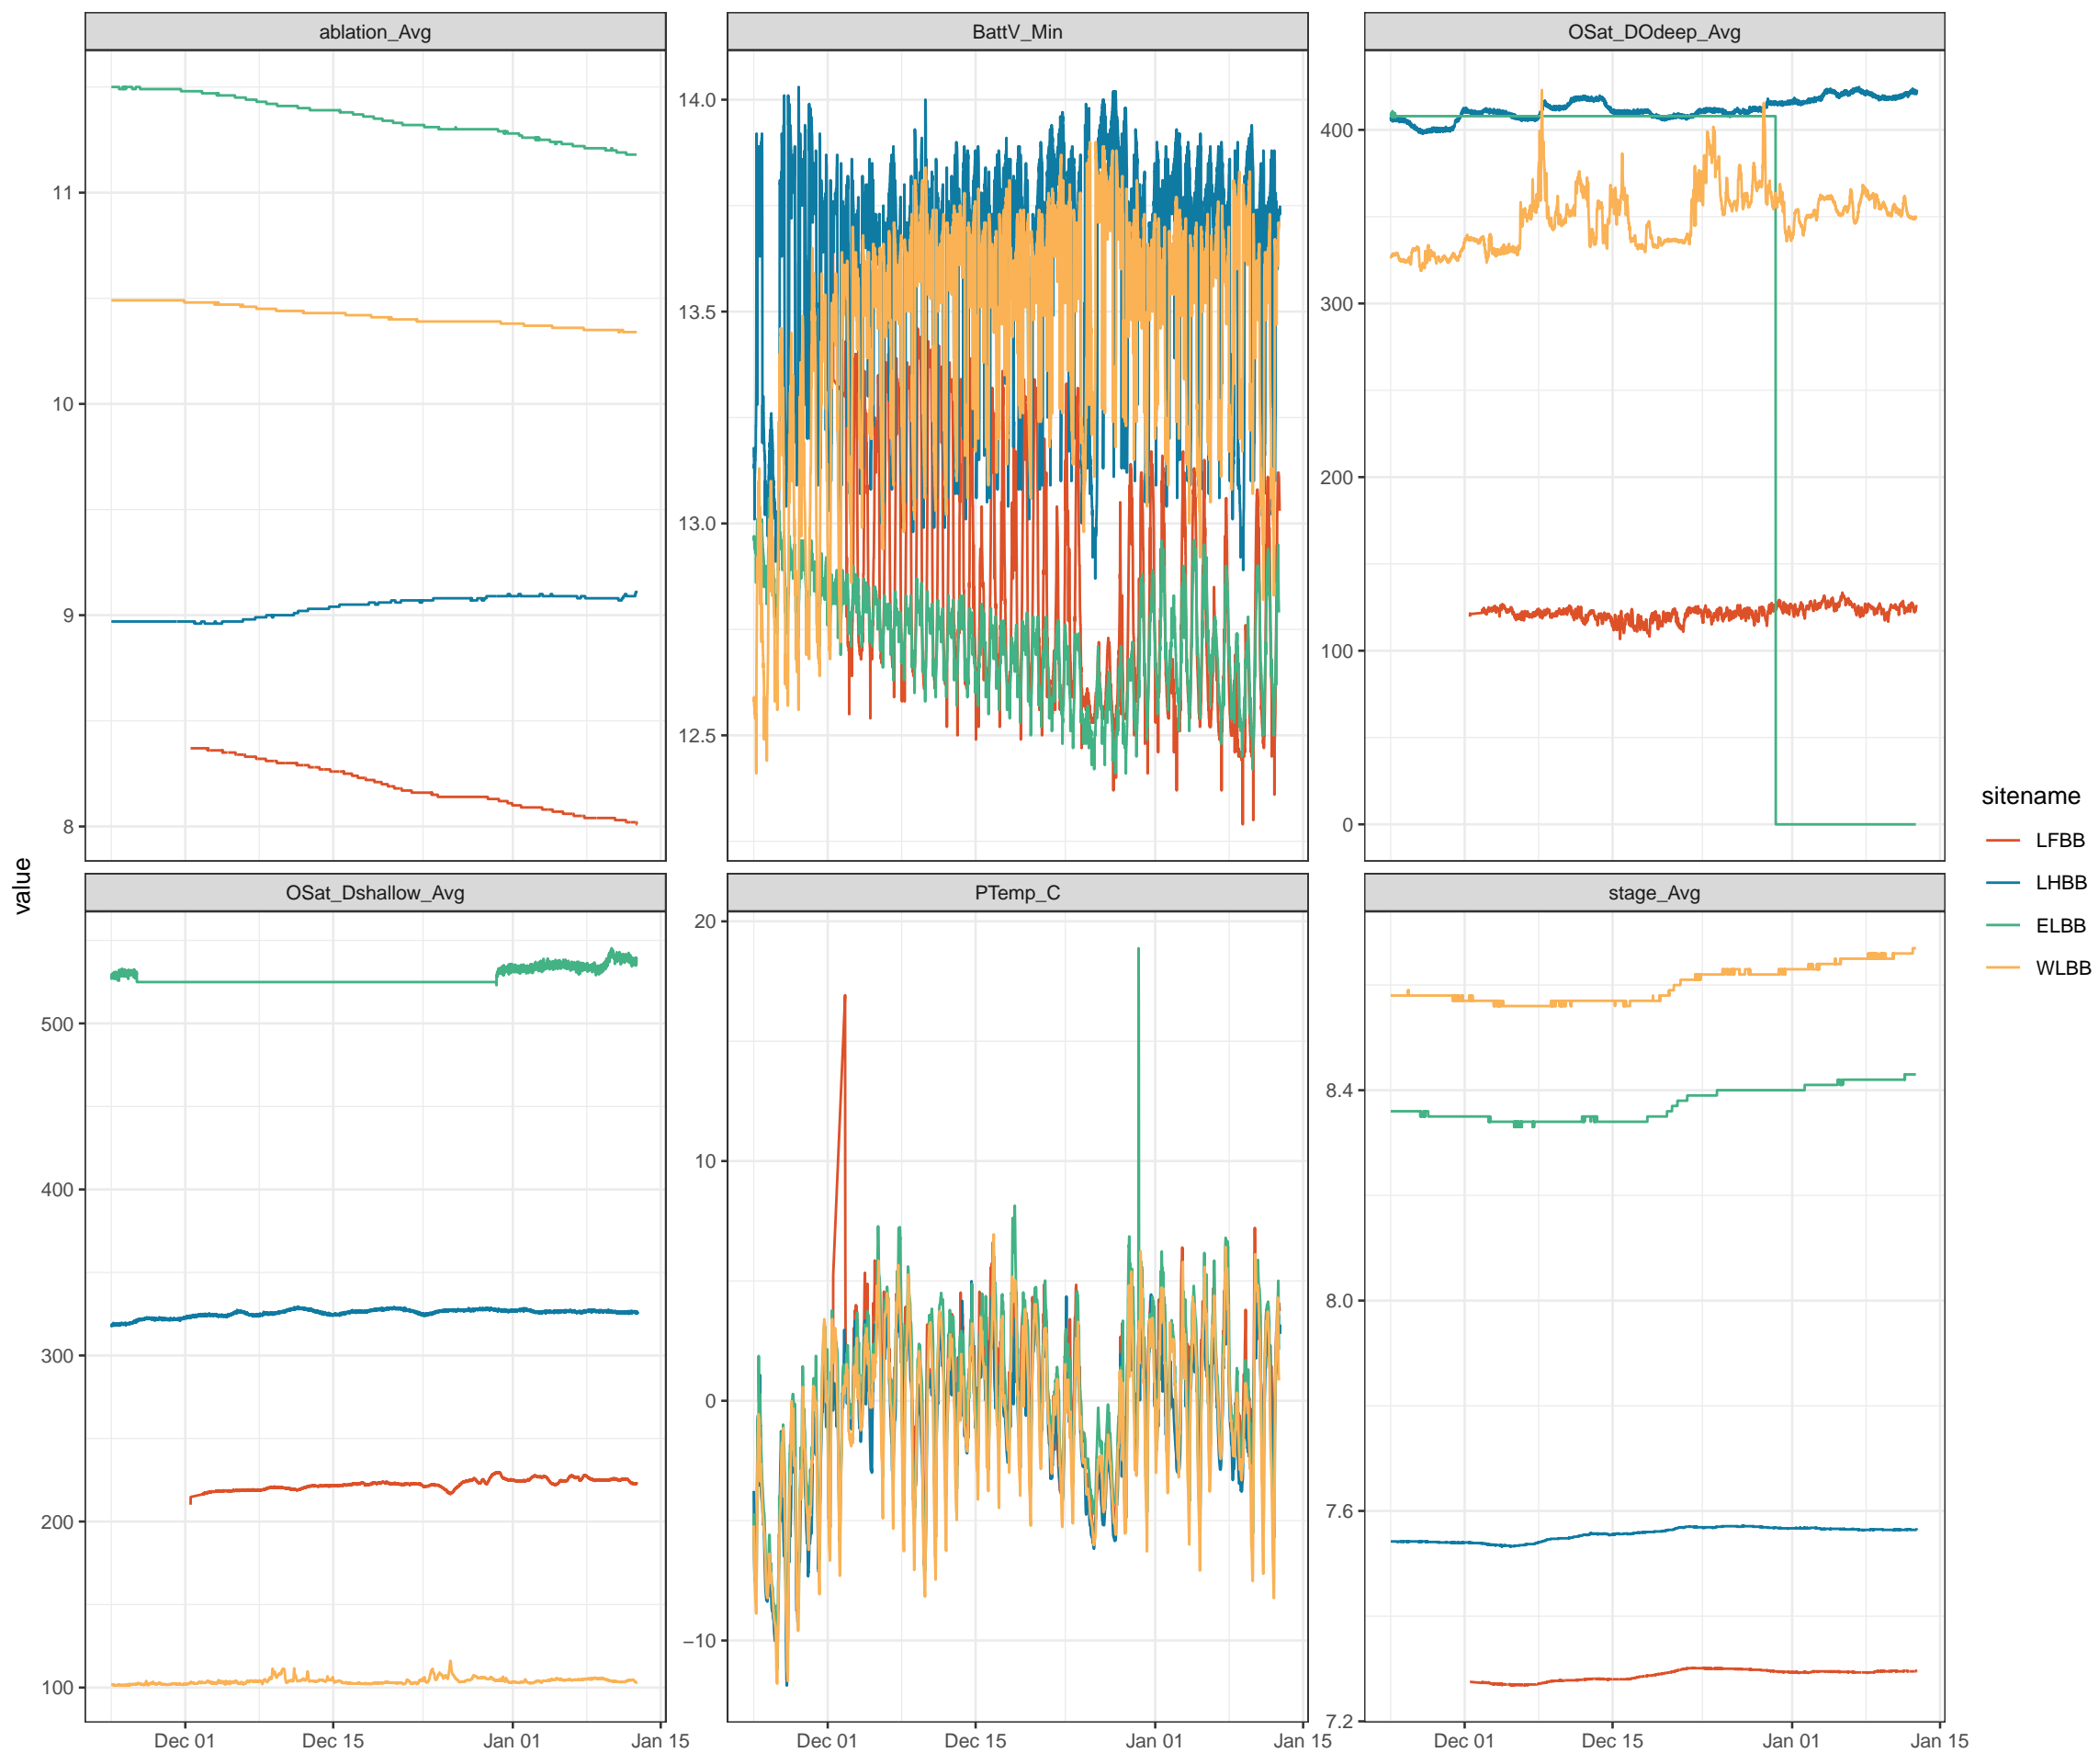 ablation_Avg
BattV_Min
OSat_DOdeep_Avg
11
10
9
8
14.0
13.5
13.0
12.5
400
300
200
100
0
value
OSat_Dshallow_Avg
PTemp_C
stage_Avg
500
400
300
200
100
20
10
0
−10
8.4
8.0
7.6
7.2
Dec 01 Dec 15 Jan 01 Jan 15
Dec 01 Dec 15 Jan 01 Jan 15
Dec 01 Dec 15 Jan 01 Jan 15
sitename
LFBB
LHBB
ELBB
WLBB